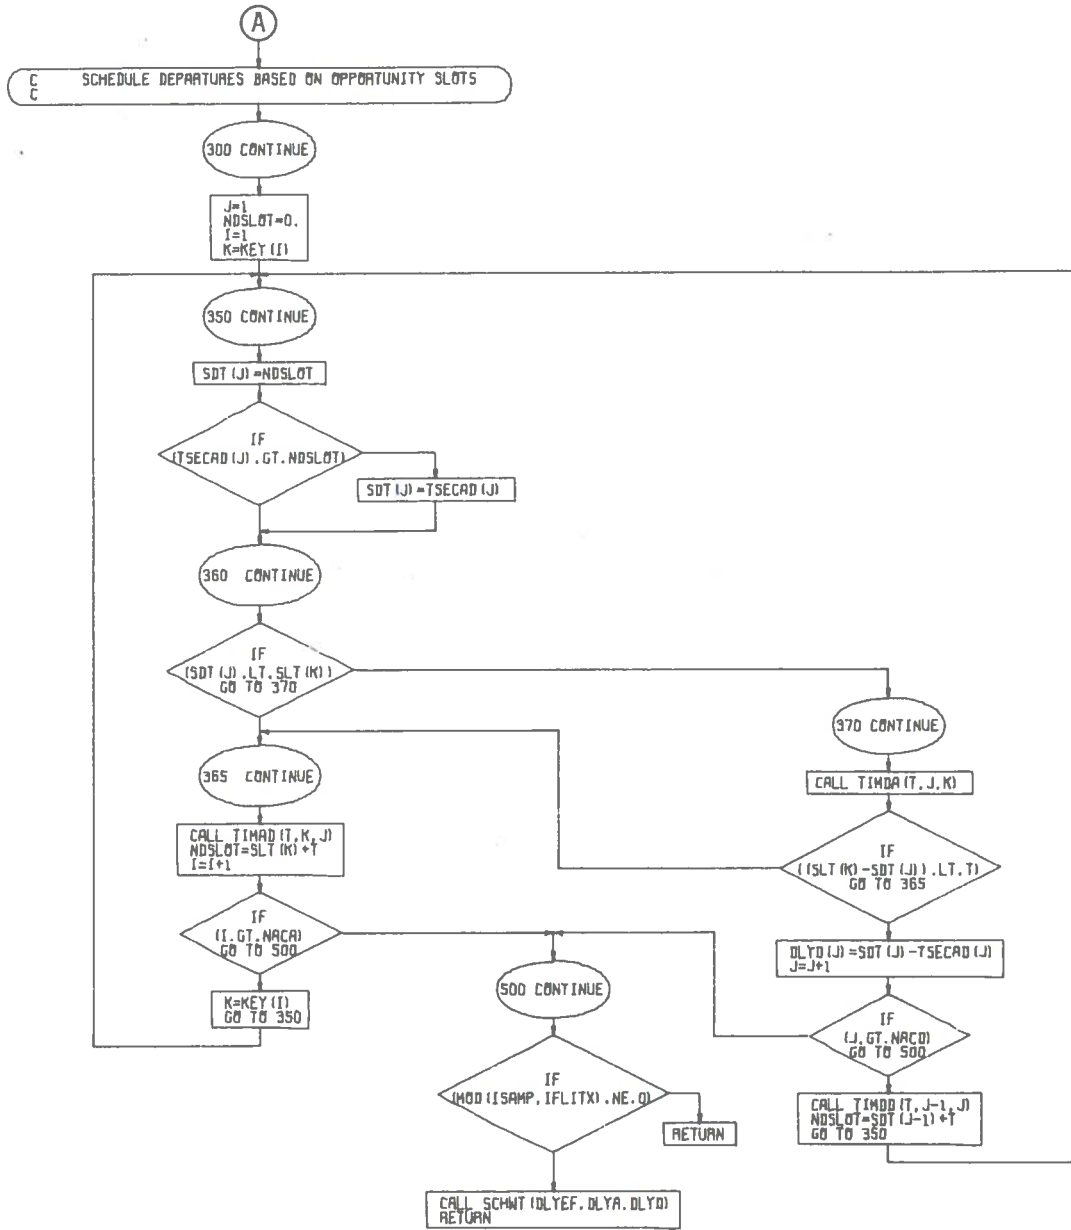 A
C SCHEDULE DEPARTURES BASED ON OPPORTUNITY SLOTS
C
300 CONTINUE
J=1
NDSLOT=0.
I=1
K=KEY(I)
350 CONTINUE
SDT(J)=NDSLOT
IF
(TSECAD(J).GT.NDSLOT)
SDT(J)=TSECAD(J)
360 CONTINUE
IF
(SDT(J).LT.SLT(K))
GO TO 370
370 CONTINUE
365 CONTINUE
CALL TIMDA(T,J,K)
CALL TIMAD(T,K,J)
NDSLOT=SLT(K)+T
I=I+1
IF
((SLT(K)-SDT(J)).LT.T)
GO TO 365
IF
(I.GT.NACA)
GO TO 500
DLYD(J)=SDT(J)-TSECAD(J)
J=J+1
K=KEY(I)
GO TO 350
500 CONTINUE
IF
(J.GT.NACD)
GO TO 500
IF
(MOD(ISAMP,IFLITX).NE.0)
RETURN
CALL TIMDD(T,J-1,J)
NDSLOT=SDT(J-1)+T
GO TO 350
CALL SCHWT(DLYEF,DLYA,DLYD)
RETURN